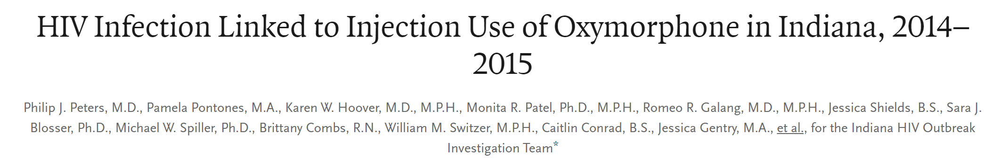 HIV Infection Linked to Injection Use of Oxymorphone in Indiana, 2014–
2015
Philip J. Peters, M.D., Pamela Pontones, M.A., Karen W. Hoover, M.D., M.P.H., Monita R. Patel, Ph.D., M.P.H., Romeo R. Galang, M.D., M.P.H., Jessica Shields, B.S., Sara J.
Blosser, Ph.D., Michael W. Spiller, Ph.D., Brittany Combs, R.N., William M. Switzer, M.P.H., Caitlin Conrad, B.S., Jessica Gentry, M.A., et al., for the Indiana HIV Outbreak
Investigation Team*